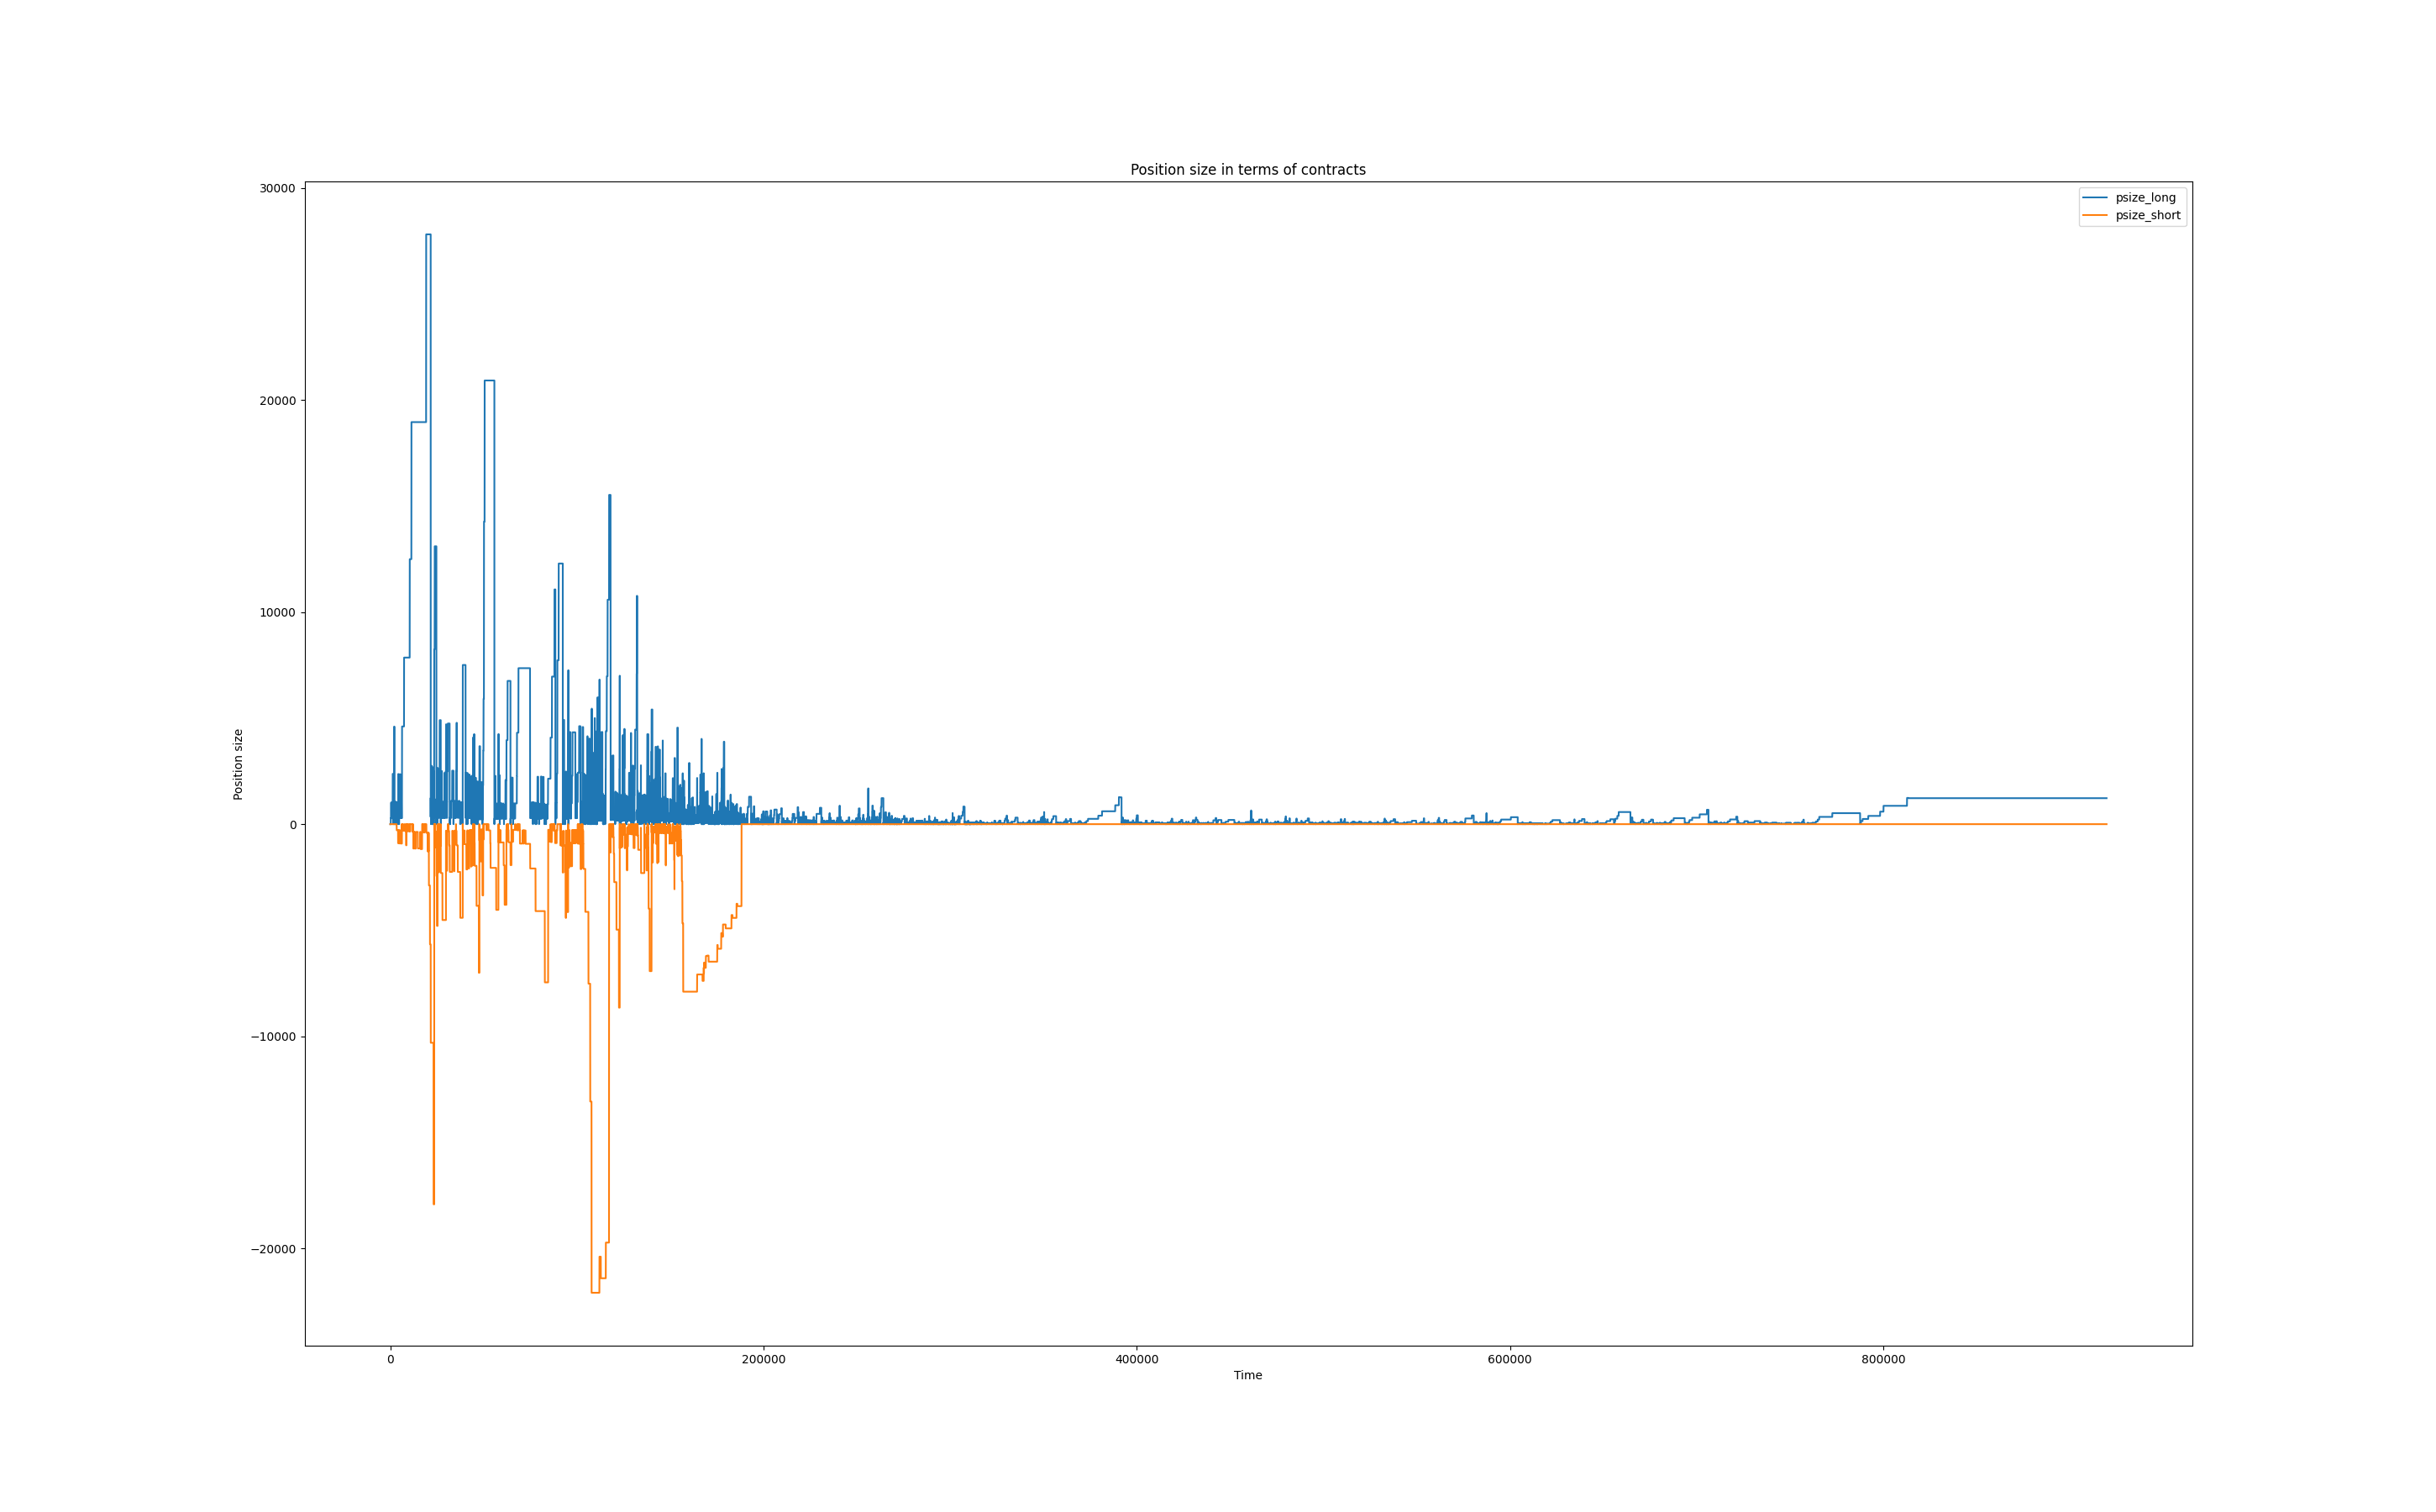 Position size in terms of contracts
psize_long
psize_short
30000
20000
10000
0
−10000
−20000
Position size
0
200000
400000
600000
800000
Time